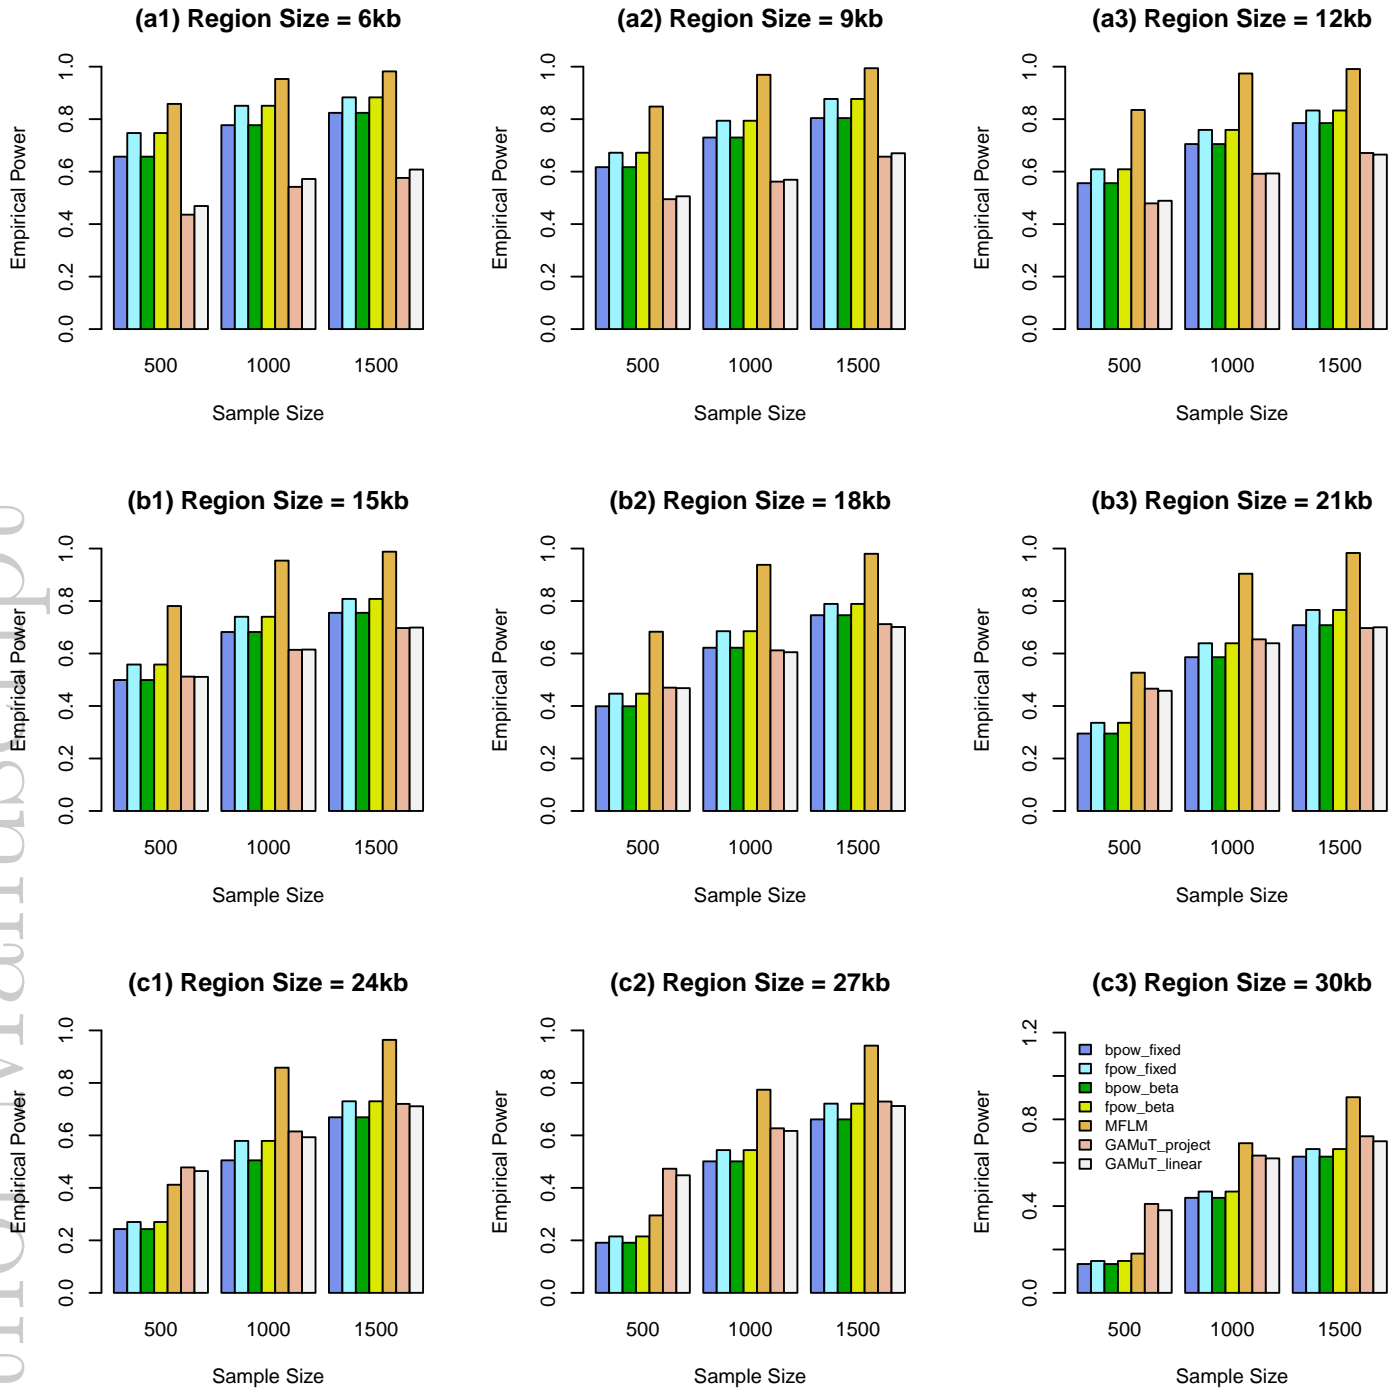 (a1) Region Size = 6kb
Empirical Power
0.0 0.2 0.4 0.6 0.8 1.0
500 1000 1500
Sample Size
(a2) Region Size = 9kb
Empirical Power
0.0 0.2 0.4 0.6 0.8 1.0
500 1000 1500
Sample Size
(a3) Region Size = 12kb
Empirical Power
0.0 0.2 0.4 0.6 0.8 1.0
500 1000 1500
Sample Size
(b1) Region Size = 15kb
Empirical Power
0.0 0.2 0.4 0.6 0.8 1.0
500 1000 1500
Sample Size
(b2) Region Size = 18kb
Empirical Power
0.0 0.2 0.4 0.6 0.8 1.0
500 1000 1500
Sample Size
(b3) Region Size = 21kb
Empirical Power
0.0 0.2 0.4 0.6 0.8 1.0
500 1000 1500
Sample Size
(c1) Region Size = 24kb
Empirical Power
0.0 0.2 0.4 0.6 0.8 1.0
500 1000 1500
Sample Size
(c2) Region Size = 27kb
Empirical Power
0.0 0.2 0.4 0.6 0.8 1.0
500 1000 1500
Sample Size
(c3) Region Size = 30kb
Empirical Power
0.0 0.4 0.8 1.2
bpow_fixed
fpow_fixed
bpow_beta
fpow_beta
MFLM
GAMuT_project
GAMuT_linear
500 1000 1500
Sample Size